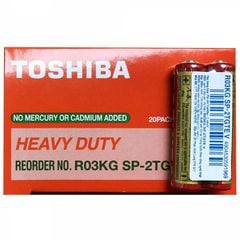 TOSHIBA
NO MERCURY OR CADMIUM ADDED
20PAC
HEAVY DUTY
REORDER NO. R03KG SP-2TG
R03KG SP-2TGTE V